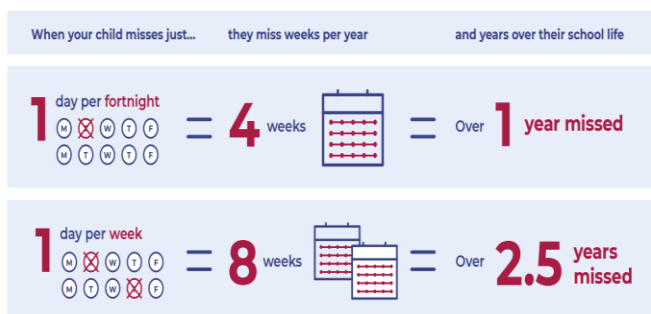 When your child misses just... they miss weeks per year and years over their school life
1 day per fortnight = 4 weeks = Over 1 year missed
M T W T F
M T W T F
1 day per week = 8 weeks = Over 2.5 years missed
M T W T F
M T W T F